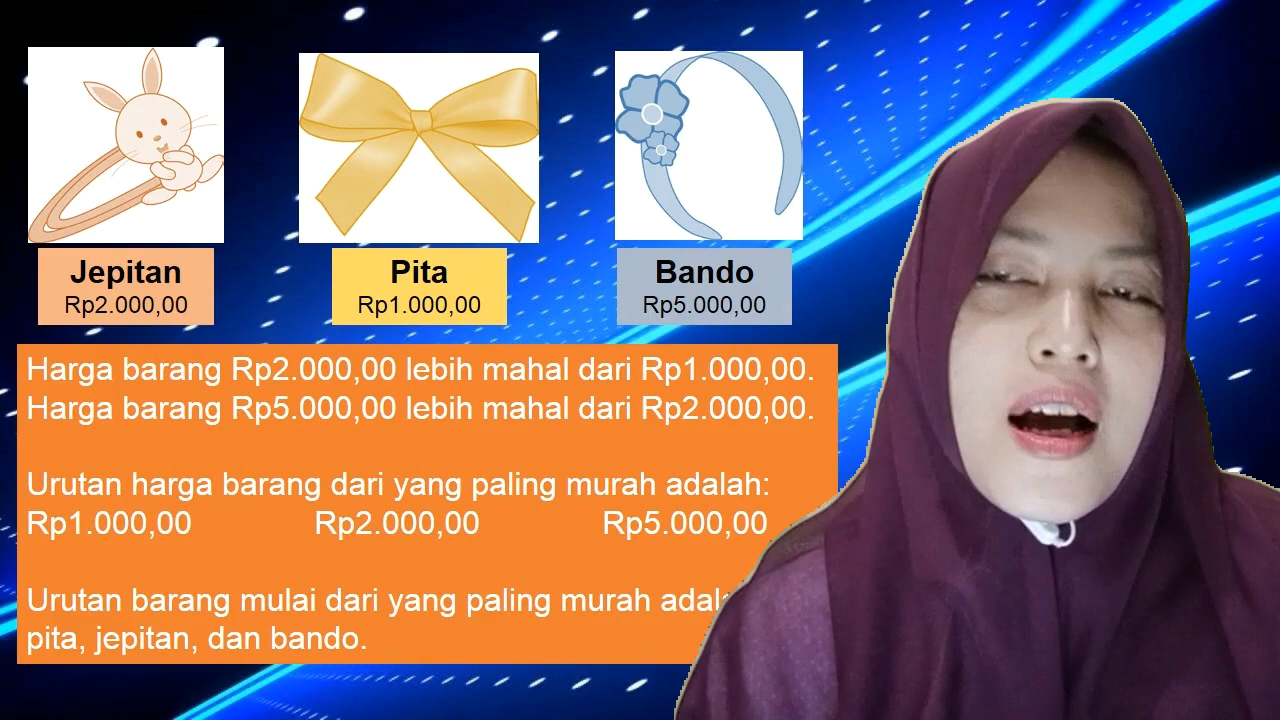 Jepitan
Rp2.000,00
Pita
Rp1.000,00
Bando
Rp5.000,00
Harga barang Rp2.000,00 lebih mahal dari Rp1.000,00.
Harga barang Rp5.000,00 lebih mahal dari Rp2.000,00.
Urutan harga barang dari yang paling murah adalah:
Rp1.000,00 Rp2.000,00 Rp5.000,00
Urutan barang mulai dari yang paling murah
pita, jepitan, dan bando.